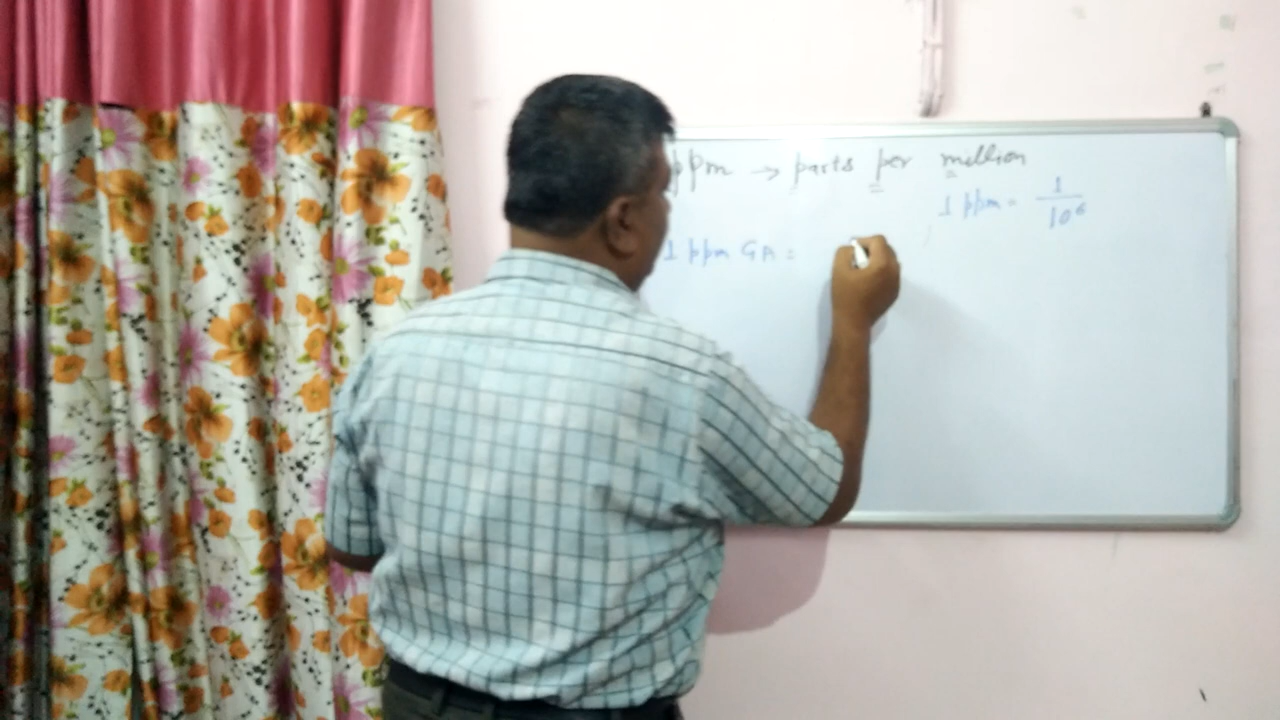 ppm → parts per million
1 ppm = 1/10⁶
1 ppm GA =